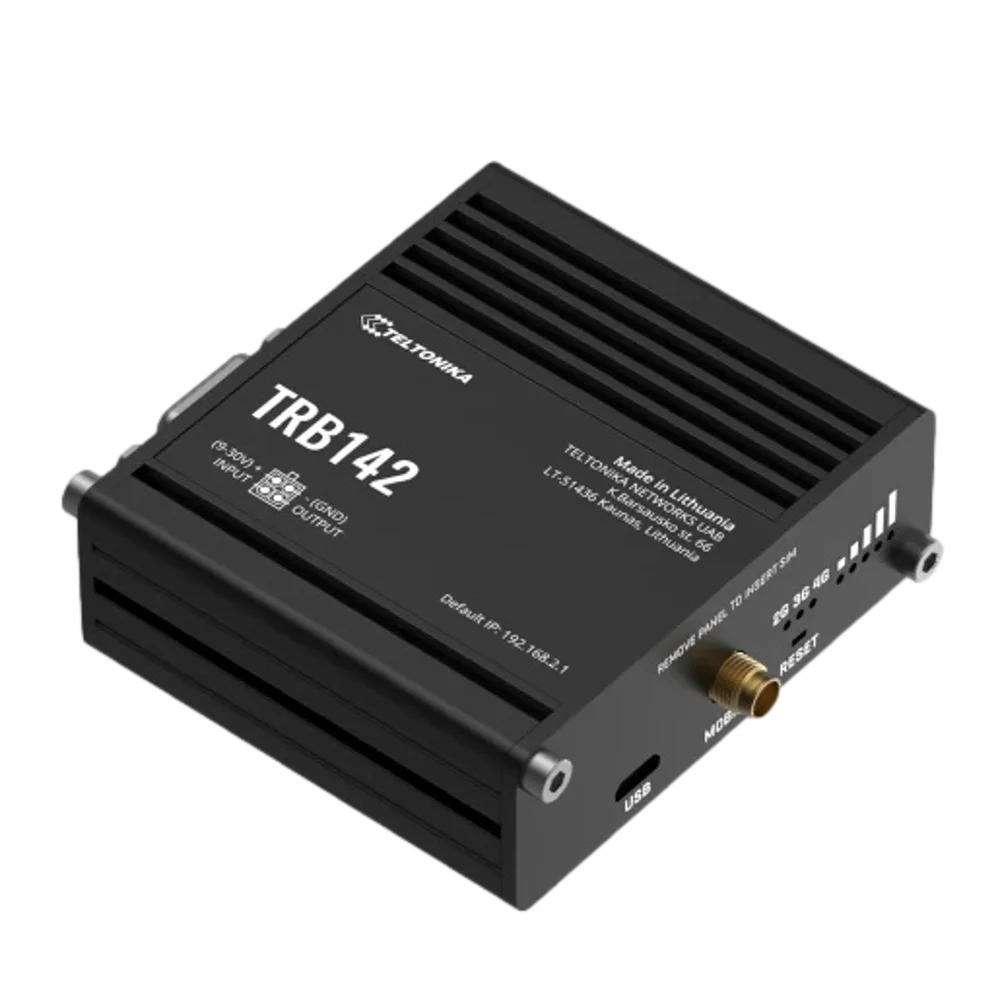 TELTONIKA
TRB142
(9-30V) +
INPUT
- (GND)
OUTPUT
Made in Lithuania
TELTONIKA NETWORKS UAB
K.Barsausko st. 66
LT-51436 Kaunas, Lithuania
Default IP: 192.168.2.1
REMOVE PANEL TO INSERT SIM
2G 3G 4G
RESET
USB